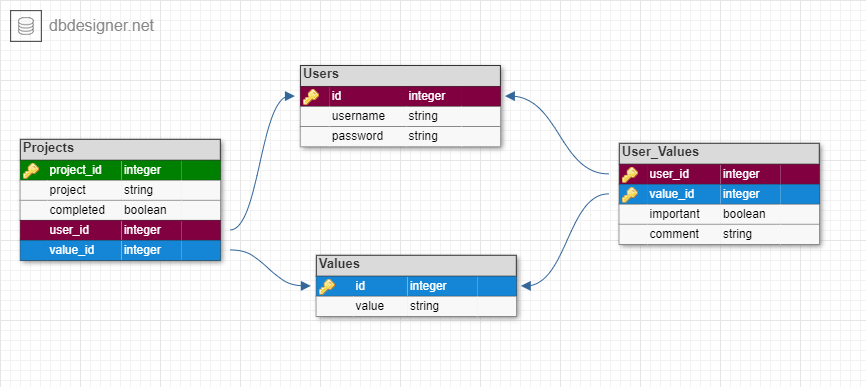 dbdesigner.net
Users
id integer
username string
password string
Projects
project_id integer
project string
completed boolean
user_id integer
value_id integer
User_Values
user_id integer
value_id integer
important boolean
comment string
Values
id integer
value string